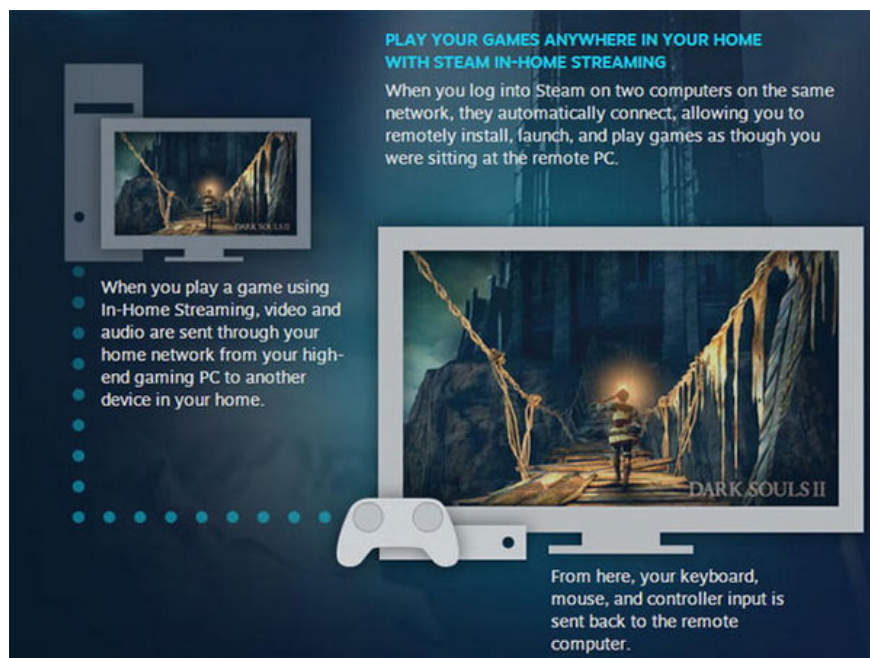 PLAY YOUR GAMES ANYWHERE IN YOUR HOME
WITH STEAM IN-HOME STREAMING
When you log into Steam on two computers on the same
network, they automatically connect, allowing you to
remotely install, launch, and play games as though you
were sitting at the remote PC.
DARK SOULS II
When you play a game using
In-Home Streaming, video and
audio are sent through your
home network from your high-
end gaming PC to another
device in your home.
DARK SOULS II
From here, your keyboard,
mouse, and controller input is
sent back to the remote
computer.